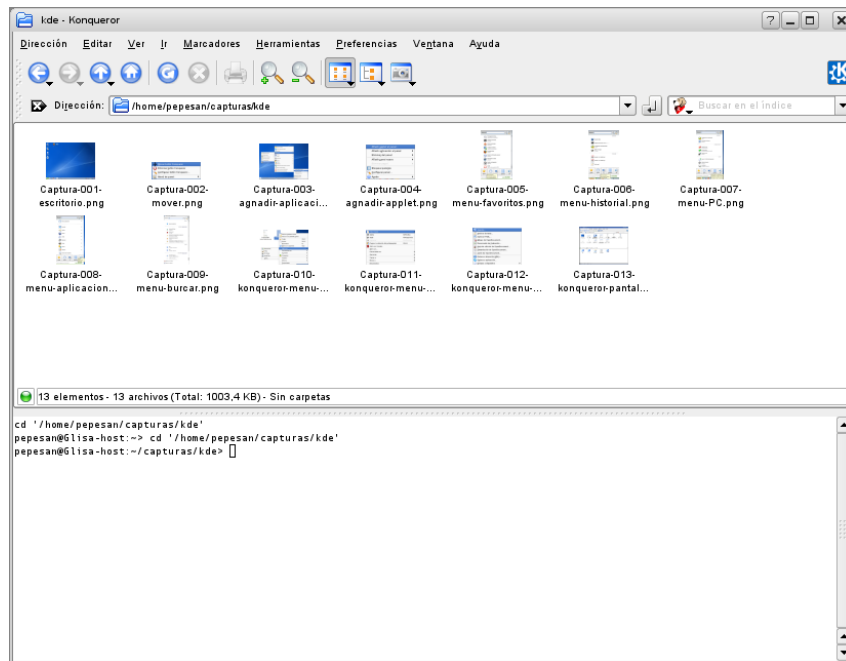 kde - Konqueror
Dirección Editar Ver Ir Marcadores Herramientas Preferencias Ventana Ayuda
Dirección: /home/pepesan/capturas/kde Buscar en el índice
Captura-001-escritorio.png
Captura-002-mover.png
Captura-003-agnadir-aplicaci...
Captura-004-agnadir-applet.png
Captura-005-menu-favoritos.png
Captura-006-menu-historial.png
Captura-007-menu-PC.png
Captura-008-menu-aplicacion...
Captura-009-menu-burcar.png
Captura-010-konqueror-menu-...
Captura-011-konqueror-menu-...
Captura-012-konqueror-menu-...
Captura-013-konqueror-pantal...
13 elementos - 13 archivos (Total: 1003,4 KB) - Sin carpetas
cd '/home/pepesan/capturas/kde'
pepesan@Glisa-host:~> cd '/home/pepesan/capturas/kde'
pepesan@Glisa-host:~/capturas/kde>